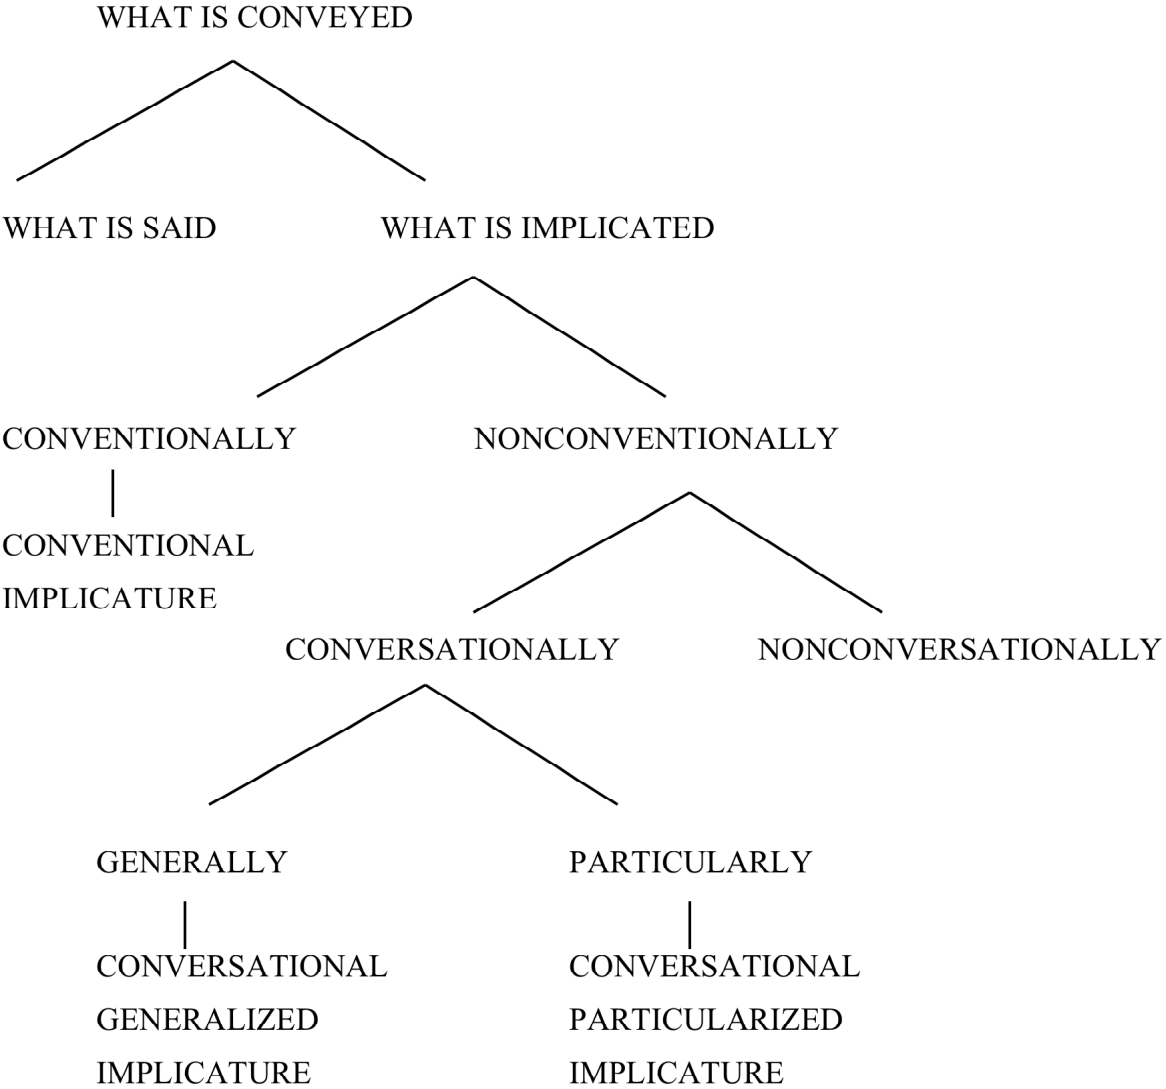 WHAT IS CONVEYED
WHAT IS SAID
WHAT IS IMPLICATED
CONVENTIONALLY
NONCONVENTIONALLY
CONVENTIONAL
IMPLICATURE
CONVERSATIONALLY
NONCONVERSATIONALLY
GENERALLY
PARTICULARLY
CONVERSATIONAL
GENERALIZED
IMPLICATURE
CONVERSATIONAL
PARTICULARIZED
IMPLICATURE